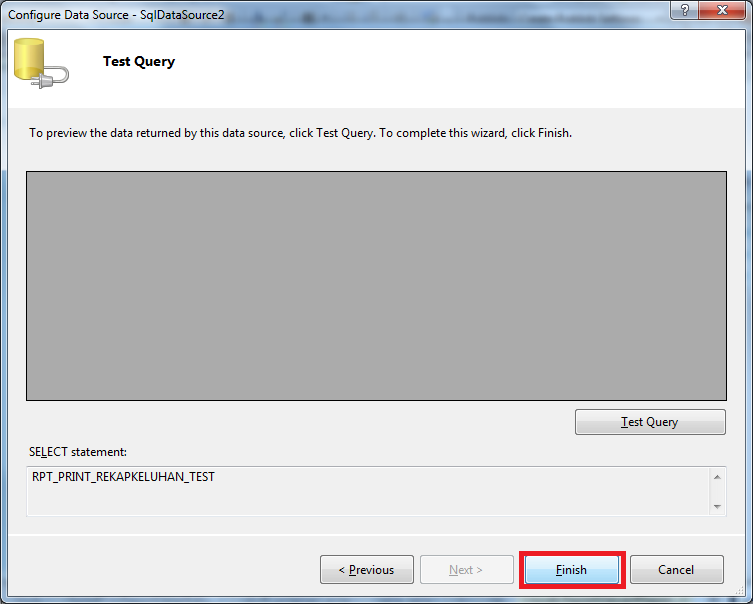 Configure Data Source - SqlDataSource2
?
Test Query
To preview the data returned by this data source, click Test Query. To complete this wizard, click Finish.
Test Query
SELECT statement:
RPT_PRINT_REKAPKELUHAN_TEST
< Previous
Next >
Finish
Cancel